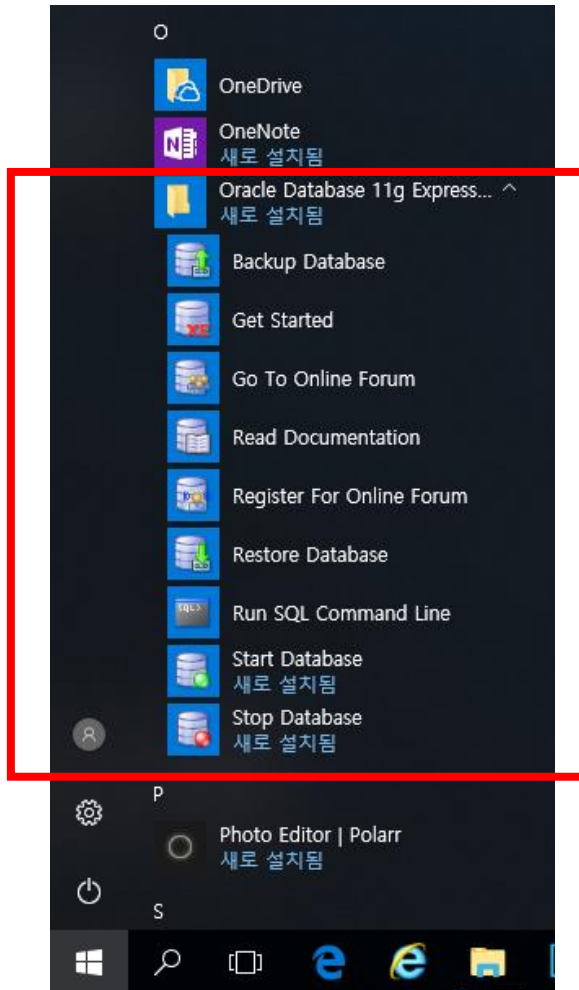 O
OneDrive
OneNote
새로 설치됨
Oracle Database 11g Express...
새로 설치됨
Backup Database
XE
Get Started
Go To Online Forum
Read Documentation
Register For Online Forum
Restore Database
SQL>
Run SQL Command Line
Start Database
새로 설치됨
Stop Database
새로 설치됨
P
Photo Editor | Polarr
새로 설치됨
S